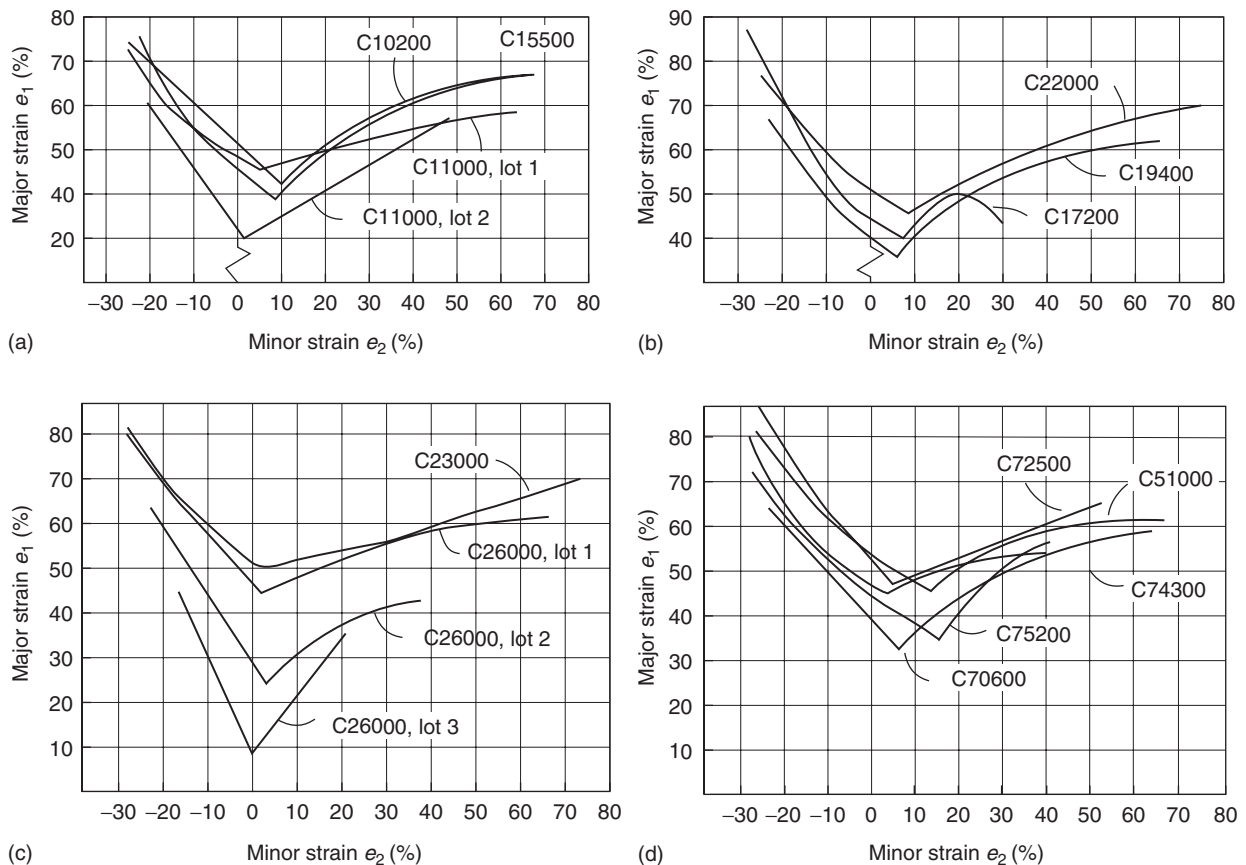 80
70
60
50
40
20
Major strain e1 (%)
C10200
C15500
C11000, lot 1
C11000, lot 2
−30 −20 −10 0 10 20 30 40 50 60 70 80
(a)
Minor strain e2 (%)
90
80
70
60
50
40
Major strain e1 (%)
C22000
C19400
C17200
−30 −20 −10 0 10 20 30 40 50 60 70 80
(b)
Minor strain e2 (%)
80
70
60
50
40
30
20
10
Major strain e1 (%)
C23000
C26000, lot 1
C26000, lot 2
C26000, lot 3
−30 −20 −10 0 10 20 30 40 50 60 70 80
(c)
Minor strain e2 (%)
80
70
60
50
40
30
20
10
Major strain e1 (%)
C72500
C51000
C74300
C75200
C70600
−30 −20 −10 0 10 20 30 40 50 60 70 80
(d)
Minor strain e2 (%)